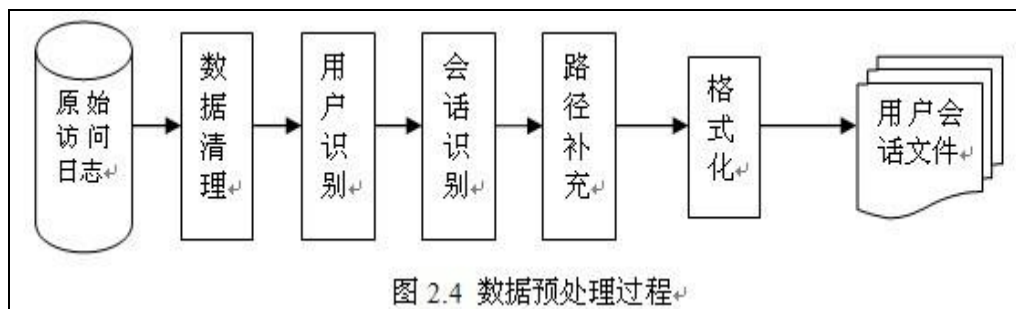 原始
访问
日志
数据清理
用户识别
会话识别
路径补充
格式化
用户会
话文件
图 2.4 数据预处理过程